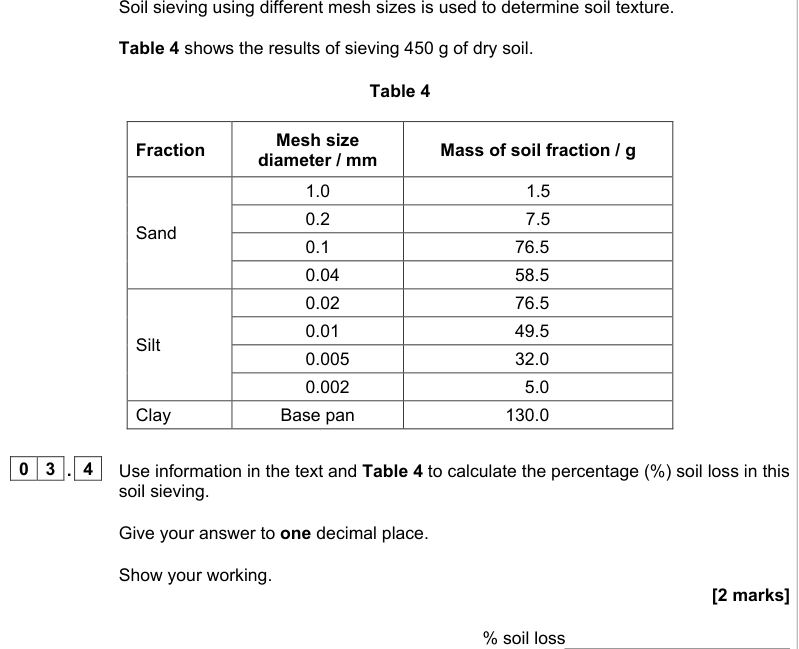 Soil sieving using different mesh sizes is used to determine soil texture.
Table 4 shows the results of sieving 450 g of dry soil.
Table 4
Fraction Mesh size diameter / mm Mass of soil fraction / g
Sand 1.0 1.5
0.2 7.5
0.1 76.5
0.04 58.5
Silt 0.02 76.5
0.01 49.5
0.005 32.0
0.002 5.0
Clay Base pan 130.0
0 3 . 4 Use information in the text and Table 4 to calculate the percentage (%) soil loss in this
soil sieving.
Give your answer to one decimal place.
Show your working.
[2 marks]
% soil loss